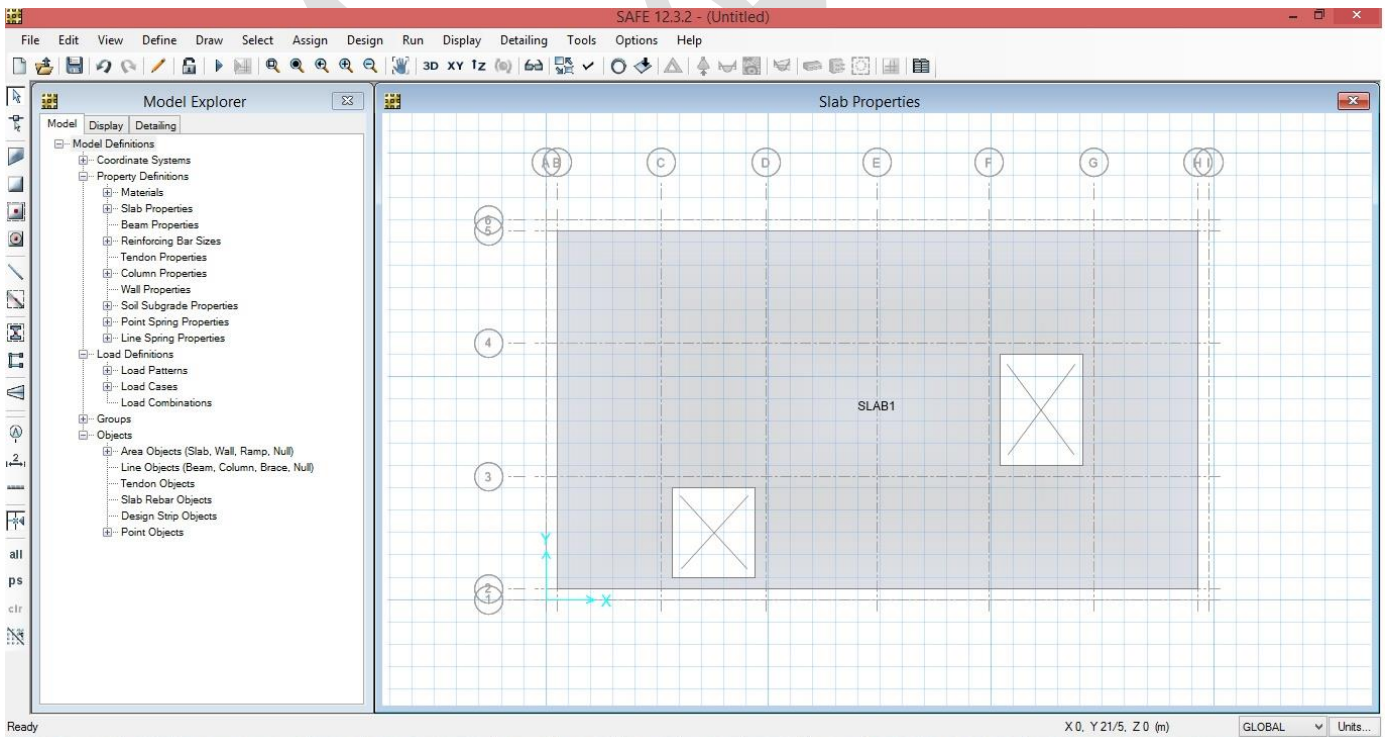 SAFE 12.3.2 - (Untitled)
File Edit View Define Draw Select Assign Design Run Display Detailing Tools Options Help
3D XY 1Z
Model Explorer
Model Display Detailing
Model Definitions
Coordinate Systems
Property Definitions
Materials
Slab Properties
Beam Properties
Reinforcing Bar Sizes
Tendon Properties
Column Properties
Wall Properties
Soil Subgrade Properties
Point Spring Properties
Line Spring Properties
Load Definitions
Load Patterns
Load Cases
Load Combinations
Groups
Objects
Area Objects (Slab, Wall, Ramp, Null)
Line Objects (Beam, Column, Brace, Null)
Tendon Objects
Slab Rebar Objects
Design Strip Objects
Point Objects
all
ps
clr
Slab Properties
A B C D E F G H I
6
5
4
SLAB1
3
Y
2
1
X
Ready
X 0, Y 21/5, Z 0 (m)
GLOBAL
Units...